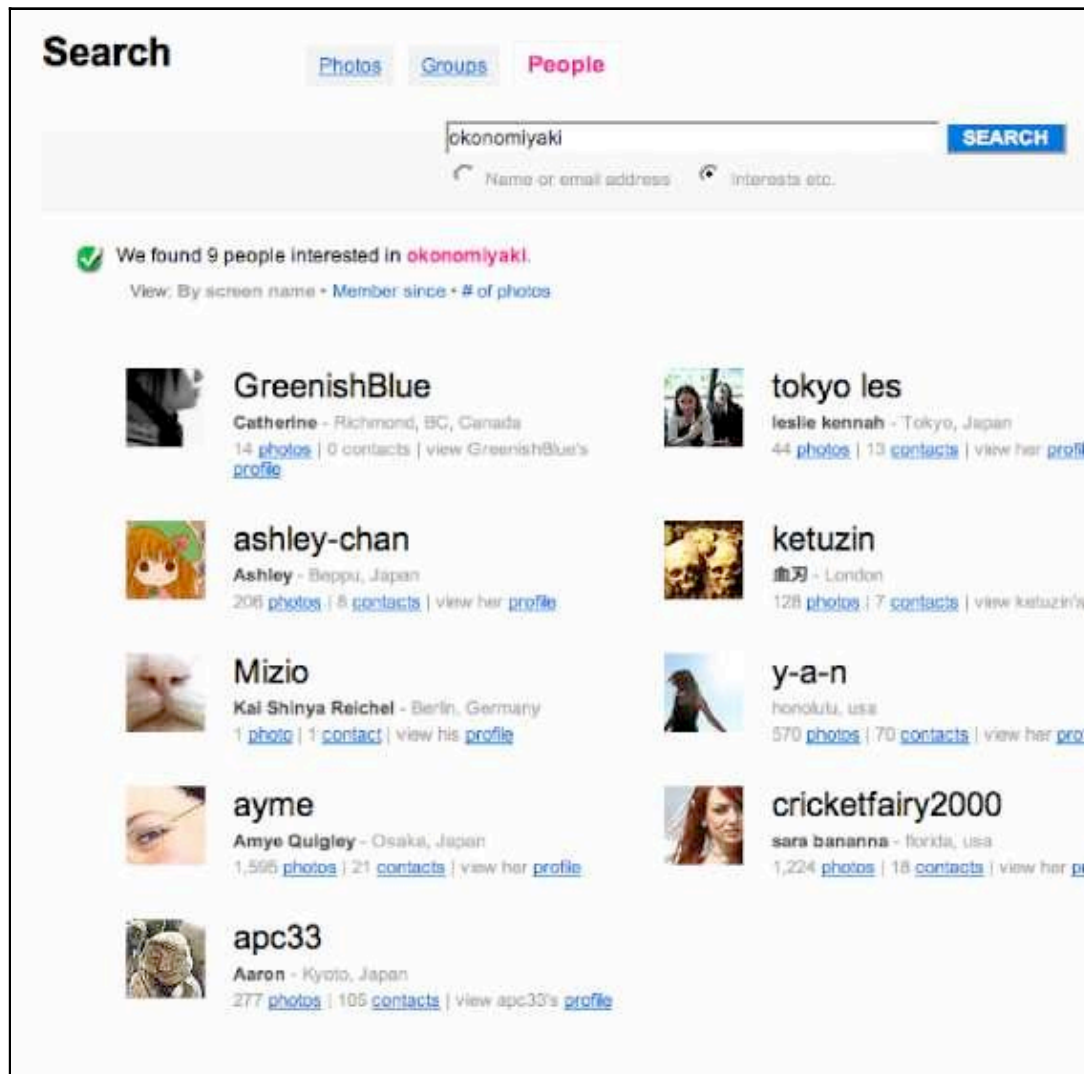 Search
Photos Groups People
okonomiyaki SEARCH
Name or email address Interests etc.
We found 9 people interested in okonomiyaki.
View: By screen name • Member since • # of photos
GreenishBlue
Catherine - Richmond, BC, Canada
14 photos | 0 contacts | view GreenishBlue's
profile
tokyo les
leslie kennah - Tokyo, Japan
44 photos | 13 contacts | view her profil
ashley-chan
Ashley - Beppu, Japan
206 photos | 8 contacts | view her profile
ketuzin
血刃 - London
128 photos | 7 contacts | view ketuzin's
Mizio
Kai Shinya Reichel - Berlin, Germany
1 photo | 1 contact | view his profile
y-a-n
honolulu, usa
570 photos | 70 contacts | view her pro
ayme
Amye Quigley - Osaka, Japan
1,595 photos | 21 contacts | view her profile
cricketfairy2000
sara bananna - florida, usa
1,224 photos | 18 contacts | view her p
apc33
Aaron - Kyoto, Japan
277 photos | 105 contacts | view apc33's profile